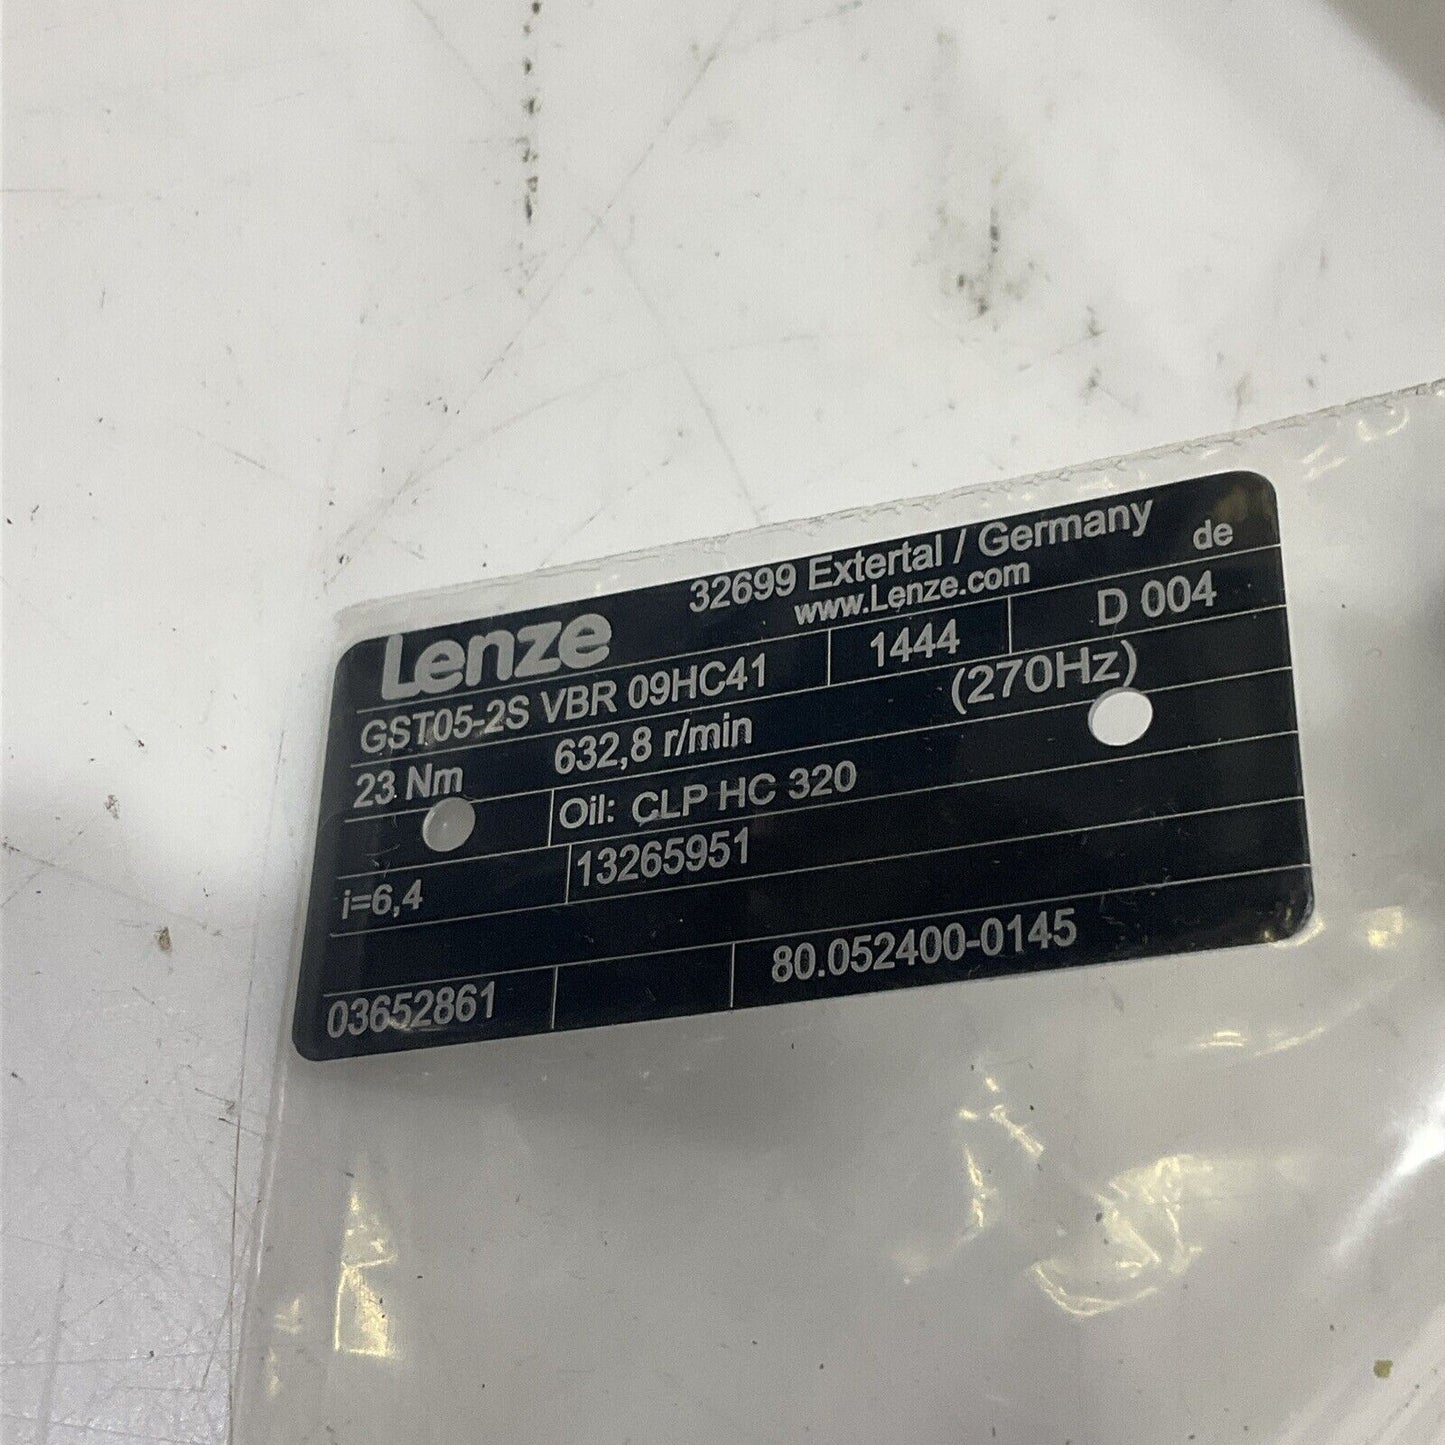 Lenze 32699 Extertal / Germany
www.Lenze.com de
GST05-2S VBR 09HC41 1444 D 004
23 Nm 632,8 r/min (270Hz)
Oil: CLP HC 320
i=6,4 13265951
03652861 80.052400-0145